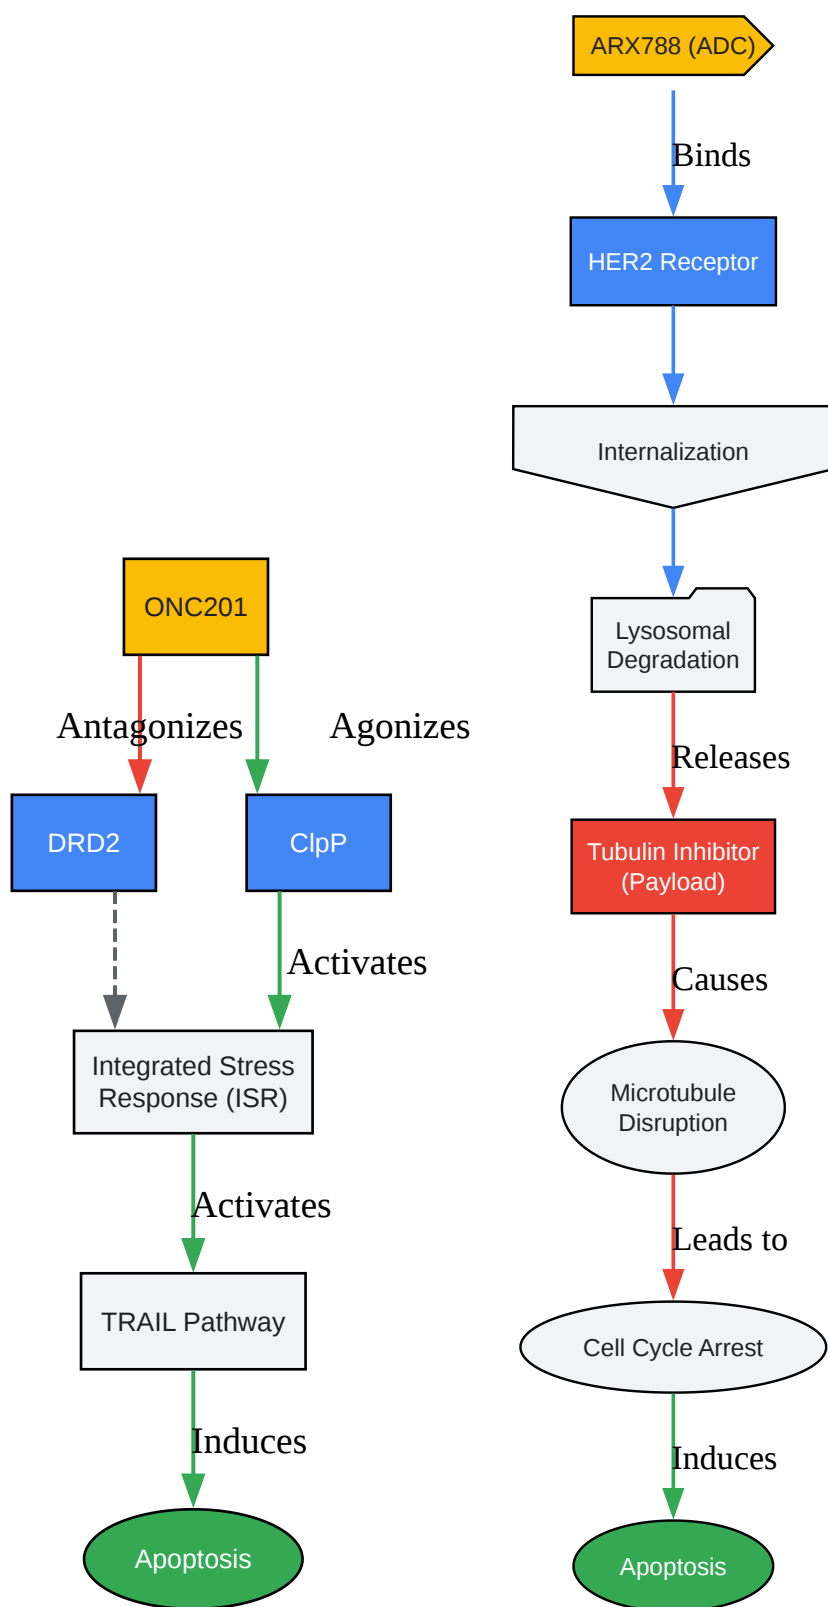 ONC201
Antagonizes
Agonizes
DRD2
ClpP
Activates
Integrated Stress
Response (ISR)
Activates
TRAIL Pathway
Induces
Apoptosis
ARX788 (ADC)
Binds
HER2 Receptor
Internalization
Lysosomal
Degradation
Releases
Tubulin Inhibitor
(Payload)
Causes
Microtubule
Disruption
Leads to
Cell Cycle Arrest
Induces
Apoptosis